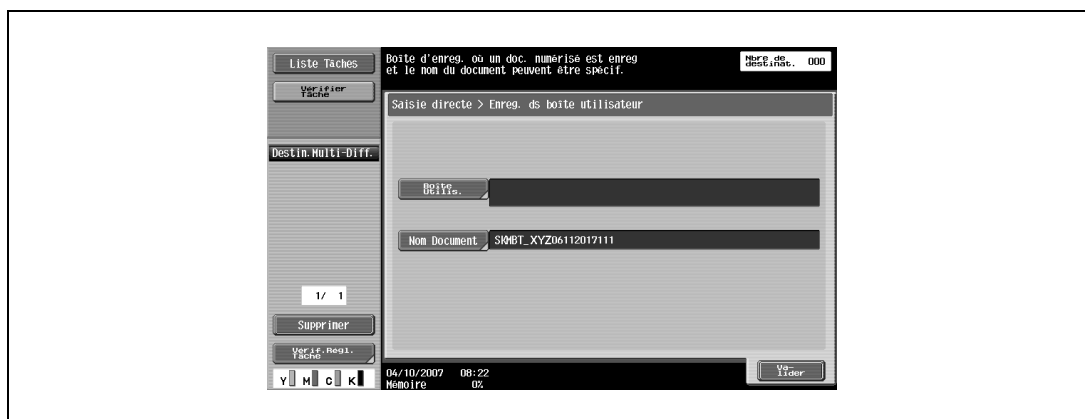 Liste Tâches
Vérifier
Tâche
Destin.Multi-Diff.
1/ 1
Supprimer
Vérif.Régl.
Tâche
Y M C K
Boîte d'enreg. où un doc. numérisé est enreg
et le nom du document peuvent être spécif.
Nbre de
destinat. 000
Saisie directe > Enreg. ds boîte utilisateur
Boîte
Utilis.
Nom Document SKMBT_XYZ06112017111
04/10/2007 08:22
Mémoire 0%
Va-
lider